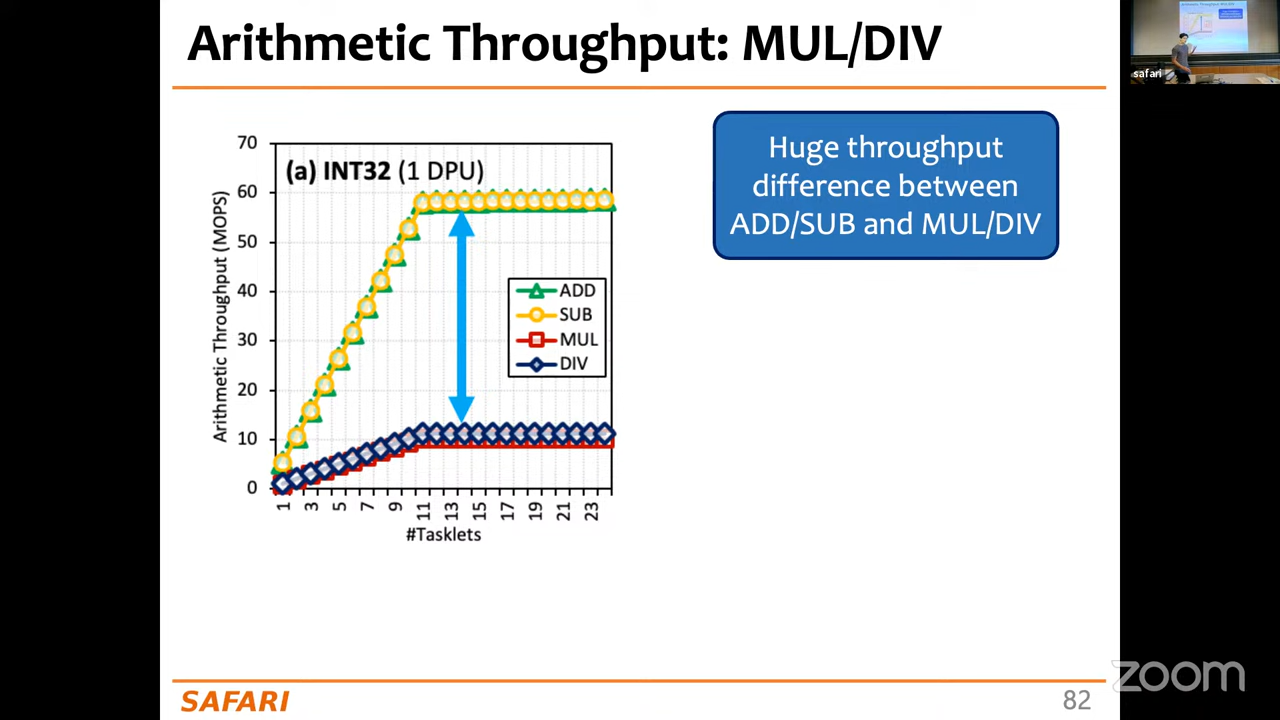 Arithmetic Throughput: MUL/DIV
safari
Huge throughput
difference between
ADD/SUB and MUL/DIV
(a) INT32 (1 DPU)
Arithmetic Throughput (MOPS)
70
60
50
40
30
20
10
0
ADD
SUB
MUL
DIV
1 3 5 7 9 11 13 15 17 19 21 23
#Tasklets
SAFARI
82
zoom